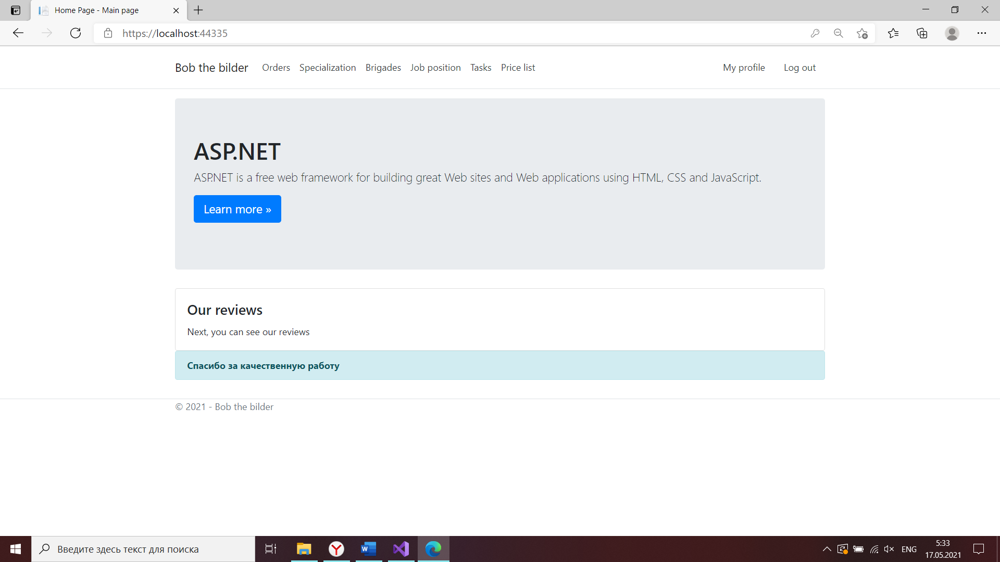 Home Page - Main page
https://localhost:44335
Bob the bilder Orders Specialization Brigades Job position Tasks Price list My profile Log out
ASP.NET
ASP.NET is a free web framework for building great Web sites and Web applications using HTML, CSS and JavaScript.
Learn more »
Our reviews
Next, you can see our reviews
Спасибо за качественную работу
© 2021 - Bob the bilder
Введите здесь текст для поиска
ENG
5:33
17.05.2021